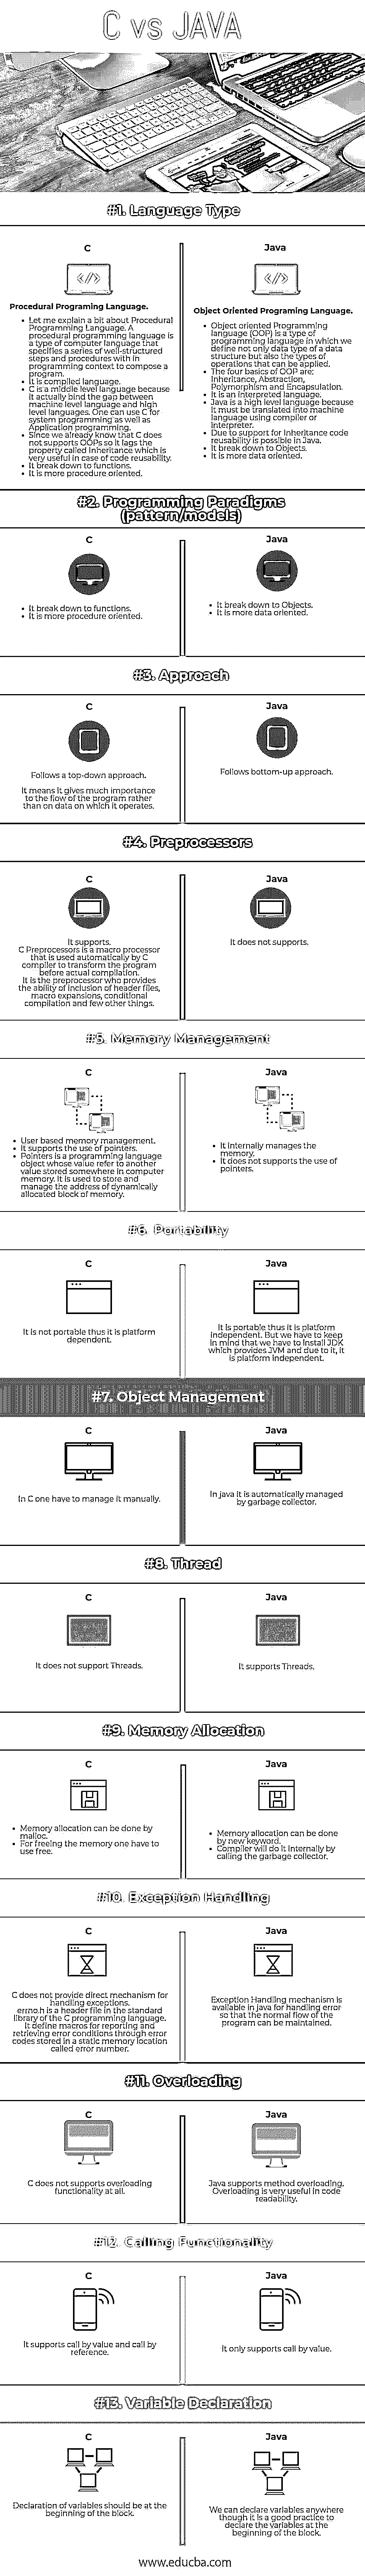 C vs JAVA
#1. Language Type
C
Procedural Programing Language.
Let me explain a bit about Procedural
Programming Language. A
procedural programming language is
a type of computer language that
specifies a series of well-structured
steps and procedures with in
programming context to compose a
program.
It is compiled language.
C is a middle level language because
it actually bind the gap between
machine level language and high
level languages. One can use C for
system programming as well as
Application programming.
Since we already know that C does
not supports OOPs so it lags the
property called Inheritance which is
very useful in case of code reusability.
It break down to functions.
It is more procedure oriented.
Java
Object Oriented Programing Language.
Object oriented Programming
language (OOP) is a type of
programming language in which we
define not only data type of a data
structure but also the types of
operations that can be applied.
The four basics of OOP are:
Inheritance, Abstraction,
Polymorphism and Encapsulation.
It is an interpreted language.
Java is a high level language because
it must be translated into machine
language using compiler or
interpreter.
Due to support for Inheritance code
reusability is possible in Java.
It break down to Objects.
It is more data oriented.
#2. Programming Paradigms
(pattern/models)
C
It break down to functions.
It is more procedure oriented.
Java
It break down to Objects.
It is more data oriented.
#3. Approach
C
Follows a top-down approach.
It means it gives much importance
to the flow of the program rather
than on data on which it operates.
Java
Follows bottom-up approach.
#4. Preprocessors
C
It supports.
C Preprocessors is a macro processor
that is used automatically by C
compiler to transform the program
before actual compilation.
It is the preprocessor who provides
the ability of inclusion of header files,
macro expansions, conditional
compilation and few other things.
Java
It does not supports.
#5. Memory Management
C
User based memory management.
It supports the use of pointers.
Pointers is a programming language
object whose value refer to another
value stored somewhere in computer
memory. It is used to store and
manage the address of dynamically
allocated block of memory.
Java
It internally manages the
memory.
It does not supports the use of
pointers.
#6. Portability
C
It is not portable thus it is platform
dependent.
Java
It is portable thus it is platform
independent. But we have to keep
in mind that we have to install JDK
which provides JVM and due to it, it
is platform independent.
#7. Object Management
C
In C one have to manage it manually.
Java
In java it is automatically managed
by garbage collector.
#8. Thread
C
It does not support Threads.
Java
It supports Threads.
#9. Memory Allocation
C
Memory allocation can be done by
malloc.
For freeing the memory one have to
use free.
Java
Memory allocation can be done
by new keyword.
Compiler will do it internally by
calling the garbage collector.
#10. Exception Handling
C
C does not provide direct mechanism for
handling exceptions.
errno.h is a header file in the standard
library of the C programming language.
It define macros for reporting and
retrieving error conditions through error
codes stored in a static memory location
called error number.
Java
Exception Handling mechanism is
available in java for handling error
so that the normal flow of the
program can be maintained.
#11. Overloading
C
C does not supports overloading
functionality at all.
Java
Java supports method overloading.
Overloading is very useful in code
readability.
#12. Calling Functionality
C
It supports call by value and call by
reference.
Java
It only supports call by value.
#13. Variable Declaration
C
Declaration of variables should be at the
beginning of the block.
Java
We can declare variables anywhere
though it is a good practice to
declare the variables at the
beginning of the block.
www.educba.com